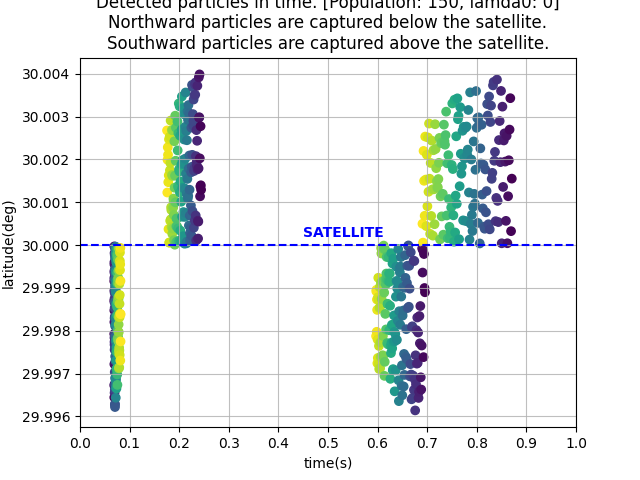 Detected particles in time. [Population: 150, lamda0: 0]
Northward particles are captured below the satellite.
Southward particles are captured above the satellite.
30.004
30.003
30.002
30.001
30.000
29.999
29.998
29.997
29.996
latitude(deg)
SATELLITE
0.0 0.1 0.2 0.3 0.4 0.5 0.6 0.7 0.8 0.9 1.0
time(s)